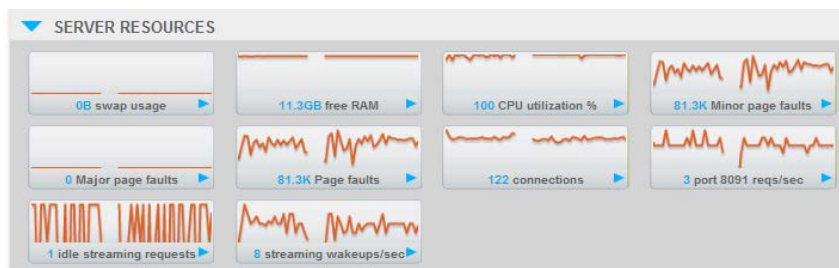 SERVER RESOURCES
0B swap usage
11.3GB free RAM
100 CPU utilization %
81.3K Minor page faults
0 Major page faults
81.3K Page faults
122 connections
3 port 8091 reqs/sec
1 idle streaming requests
8 streaming wakeups/sec